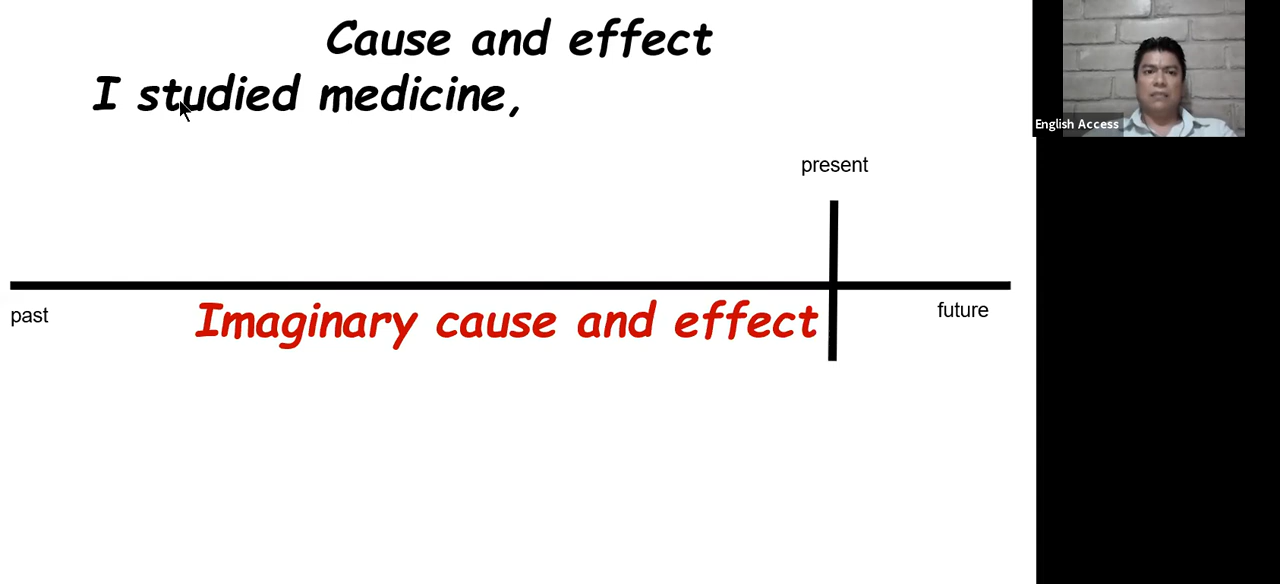 Cause and effect
I studied medicine,
English Access
present
past
future
Imaginary cause and effect